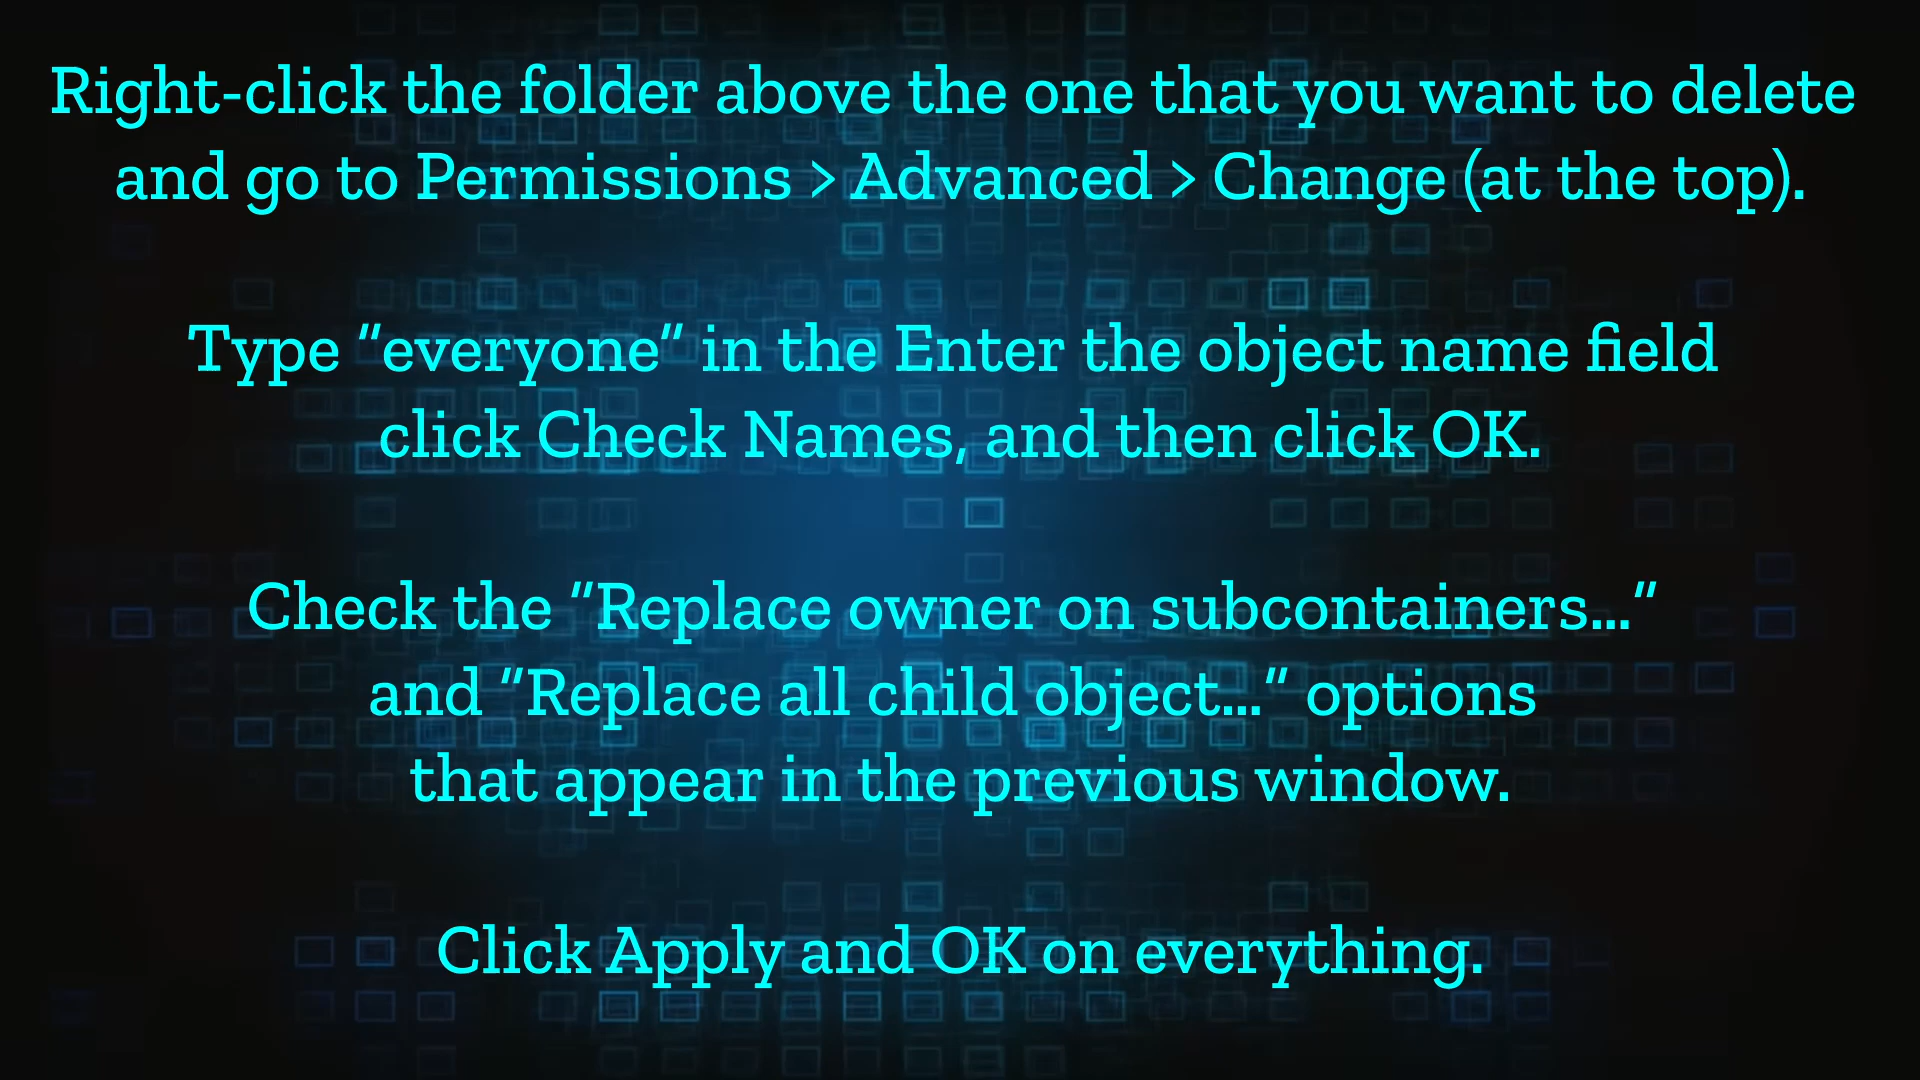 Right-click the folder above the one that you want to delete
and go to Permissions > Advanced > Change (at the top).
Type “everyone“ in the Enter the object name field
click Check Names, and then click OK.
Check the “Replace owner on subcontainers…“
and “Replace all child object…“ options
that appear in the previous window.
Click Apply and OK on everything.